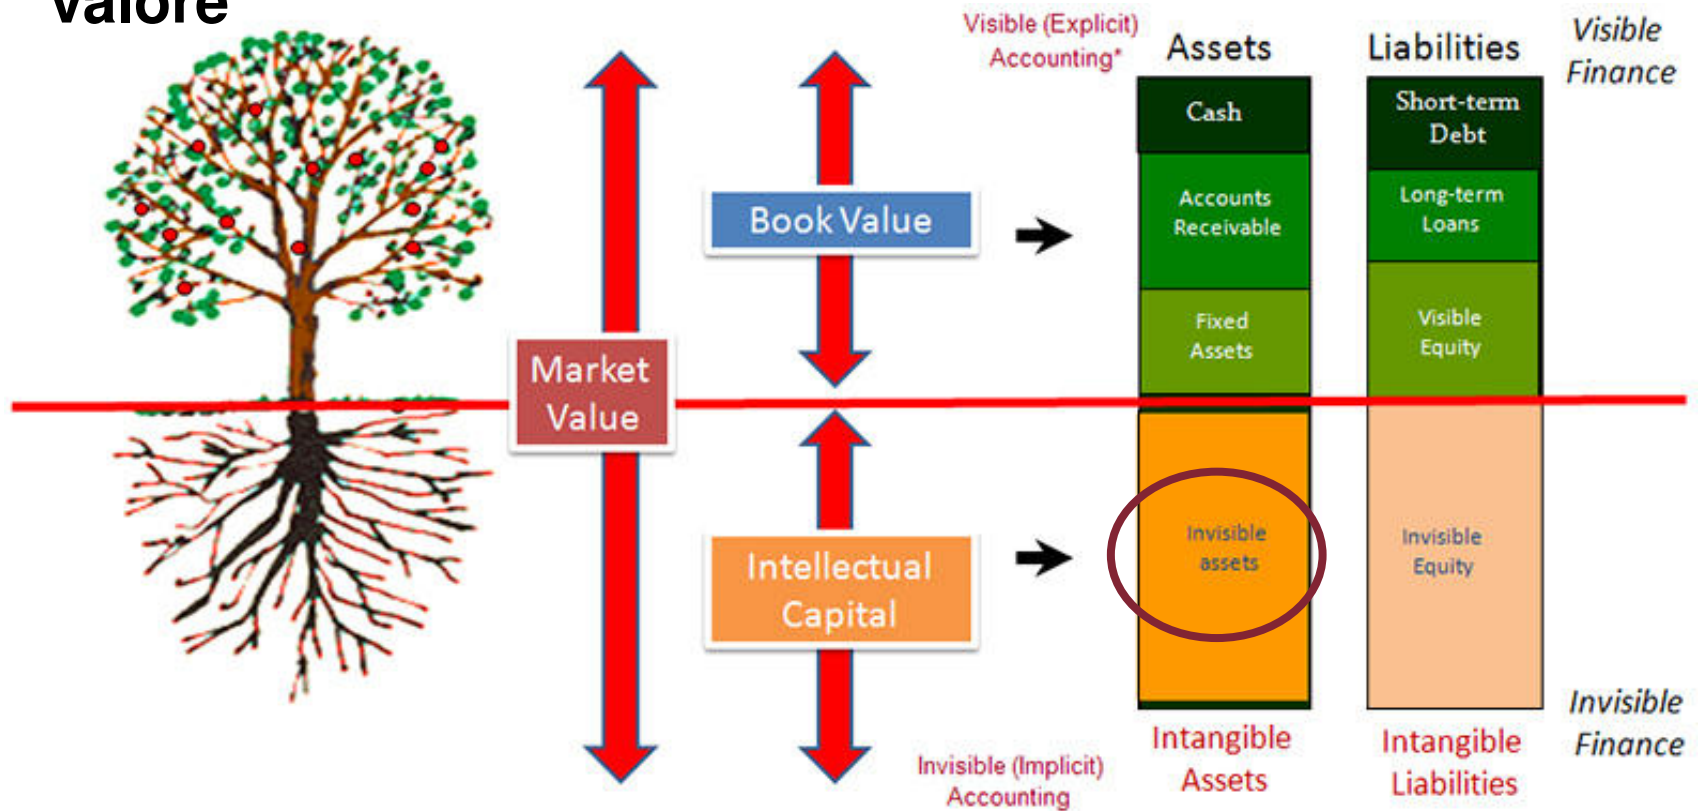 valore
Visible (Explicit)
Accounting*
Assets
Liabilities
Visible
Finance
Cash
Short-term
Debt
Accounts
Receivable
Long-term
Loans
Book Value
Fixed
Assets
Visible
Equity
Market
Value
Intellectual
Capital
Invisible
assets
Invisible
Equity
Invisible
Finance
Intangible
Assets
Intangible
Liabilities
Invisible (Implicit)
Accounting